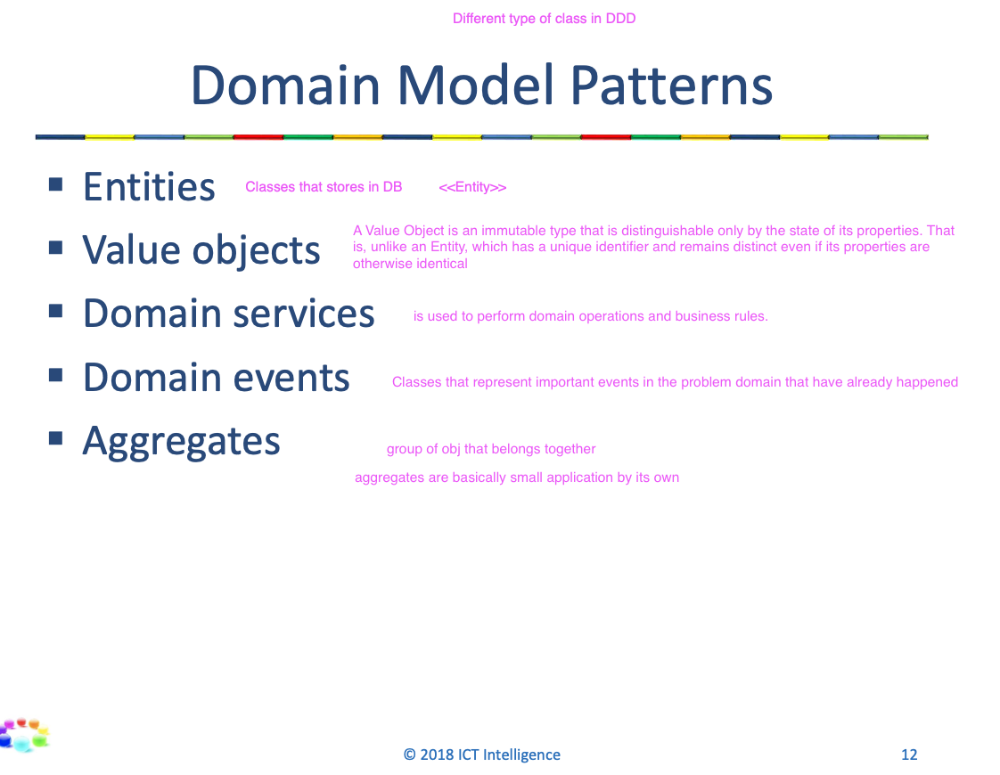 Different type of class in DDD
Domain Model Patterns
Entities
Classes that stores in DB
<<Entity>>
Value objects
A Value Object is an immutable type that is distinguishable only by the state of its properties. That
is, unlike an Entity, which has a unique identifier and remains distinct even if its properties are
otherwise identical
Domain services
is used to perform domain operations and business rules.
Domain events
Classes that represent important events in the problem domain that have already happened
Aggregates
group of obj that belongs together
aggregates are basically small application by its own
© 2018 ICT Intelligence
12